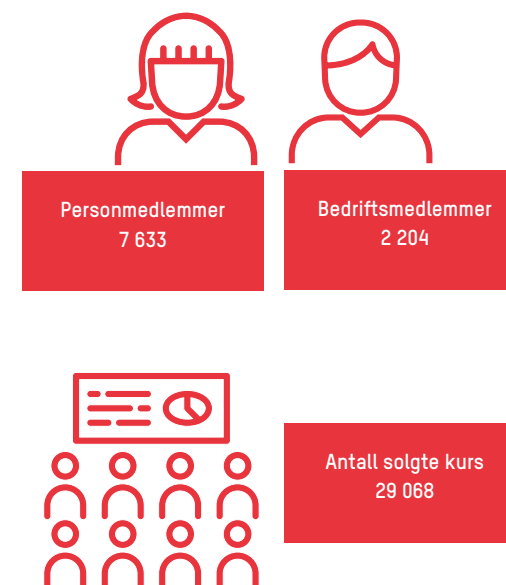 Personmedlemmer
7 633
Bedriftsmedlemmer
2 204
Antall solgte kurs
29 068